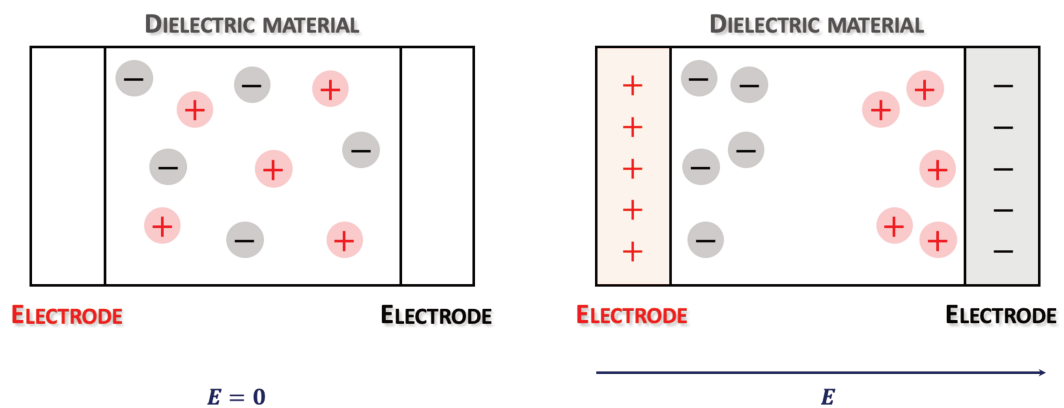 DIELECTRIC MATERIAL
DIELECTRIC MATERIAL
ELECTRODE
ELECTRODE
ELECTRODE
ELECTRODE
E = 0
E